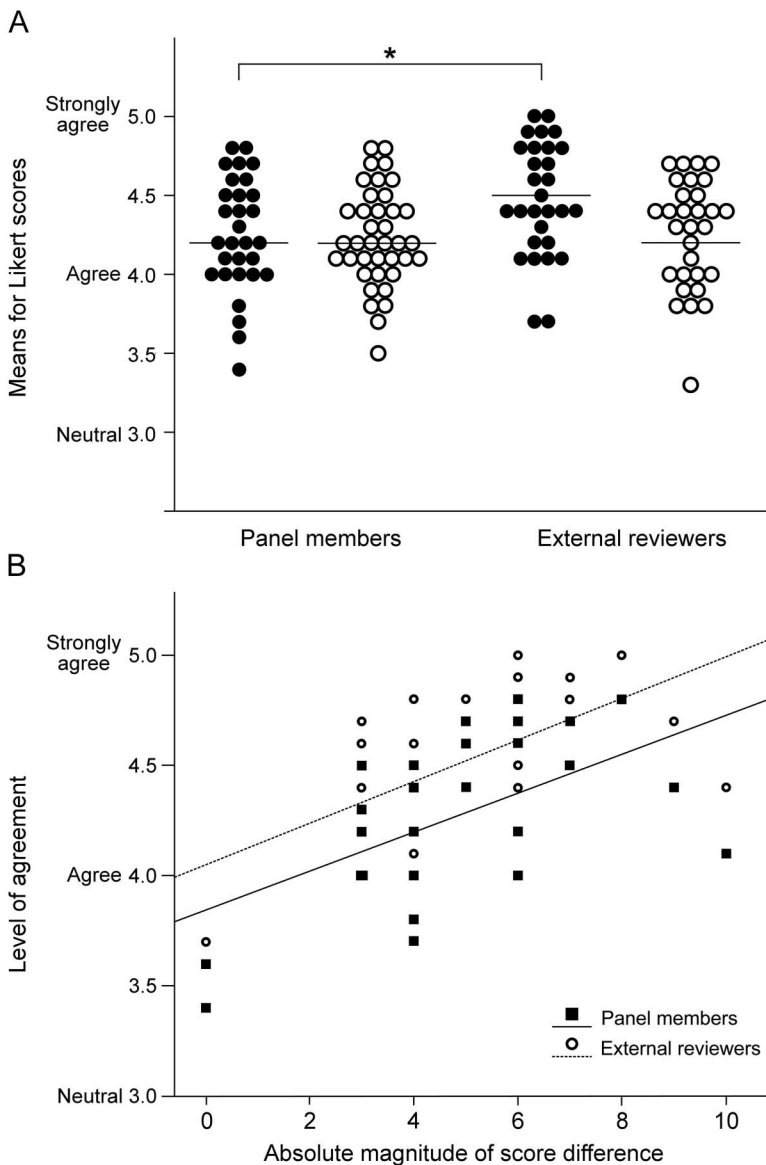 A
*
Means for Likert scores
Strongly
agree
5.0
4.5
Agree 4.0
3.5
Neutral 3.0
Panel members
External reviewers
B
Level of agreement
Strongly
agree
5.0
4.5
Agree 4.0
3.5
Neutral 3.0
Panel members
External reviewers
0 2 4 6 8 10
Absolute magnitude of score difference